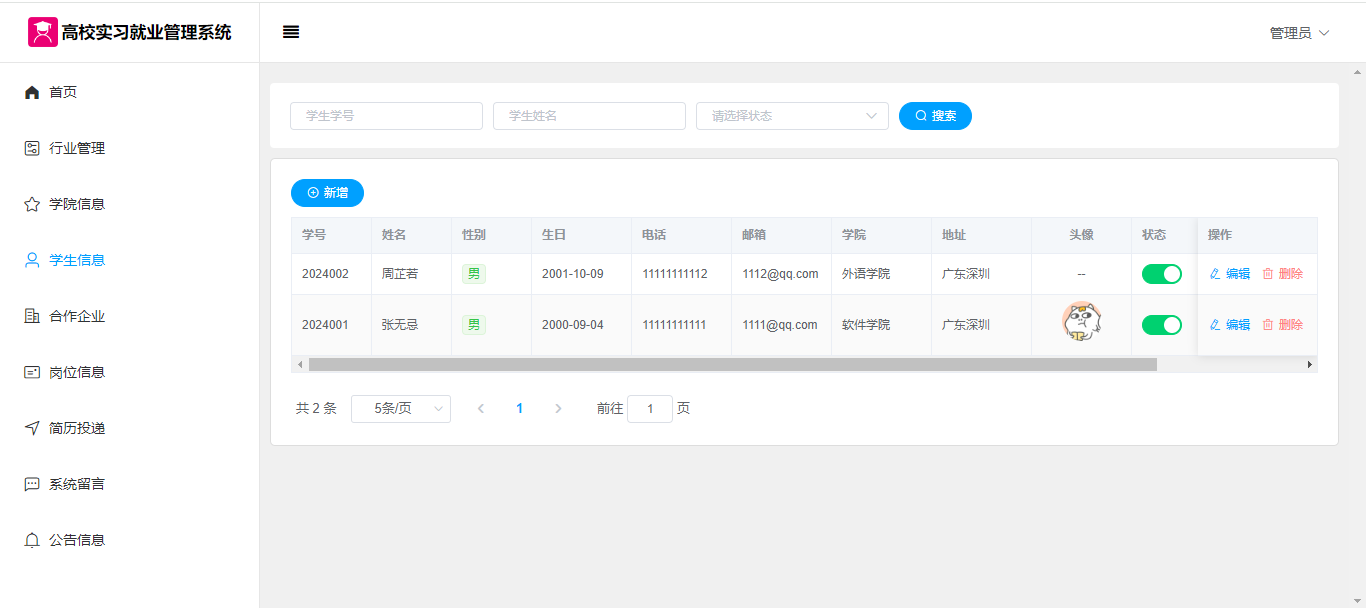 高校实习就业管理系统
管理员
首页
行业管理
学院信息
学生信息
合作企业
岗位信息
简历投递
系统留言
公告信息
学生学号 学生姓名 请选择状态 搜索
新增
学号 姓名 性别 生日 电话 邮箱 学院 地址 头像 状态 操作
2024002 周芷若 男 2001-10-09 11111111112 1112@qq.com 外语学院 广东深圳 -- 编辑 删除
2024001 张无忌 男 2000-09-04 11111111111 1111@qq.com 软件学院 广东深圳 编辑 删除
共 2 条 5条/页 1 前往 1 页